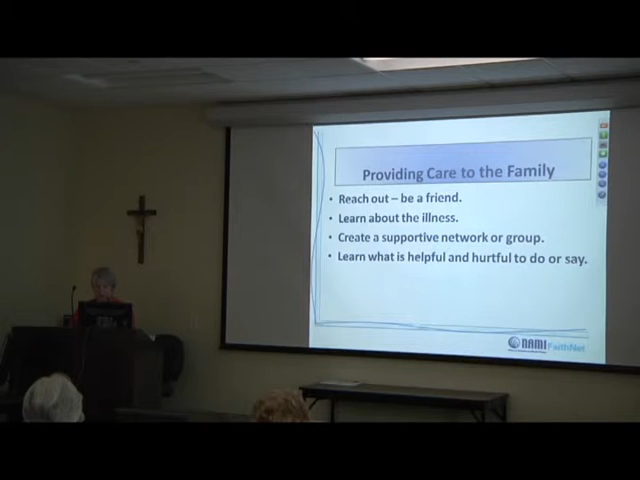 Providing Care to the Family
• Reach out – be a friend.
• Learn about the illness.
• Create a supportive network or group.
• Learn what is helpful and hurtful to do or say.
NAMI FaithNet